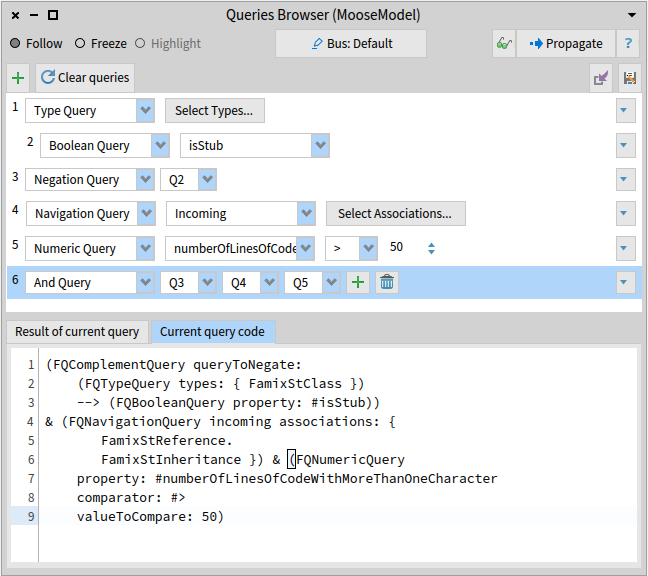 Queries Browser (MooseModel)
Follow Freeze Highlight Bus: Default Propagate ?
Clear queries
1 Type Query Select Types...
2 Boolean Query isStub
3 Negation Query Q2
4 Navigation Query Incoming Select Associations...
5 Numeric Query numberOfLinesOfCode > 50
6 And Query Q3 Q4 Q5
Result of current query Current query code
1 (FQComplementQuery queryToNegate:
2 (FQTypeQuery types: { FamixStClass })
3 --> (FQBooleanQuery property: #isStub))
4 & (FQNavigationQuery incoming associations: {
5 FamixStReference.
6 FamixStInheritance }) & (FQNumericQuery
7 property: #numberOfLinesOfCodeWithMoreThanOneCharacter
8 comparator: #>
9 valueToCompare: 50)